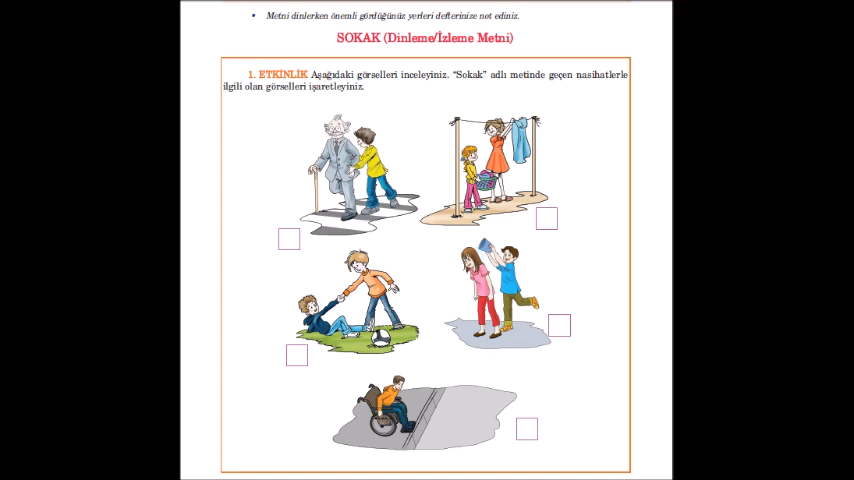 • Metni dinlerken önemli gördüğünüz yerleri defterinize not ediniz.
SOKAK (Dinleme/İzleme Metni)
1. ETKİNLİK Aşağıdaki görselleri inceleyiniz. “Sokak” adlı metinde geçen nasihatlerle
ilgili olan görselleri işaretleyiniz.